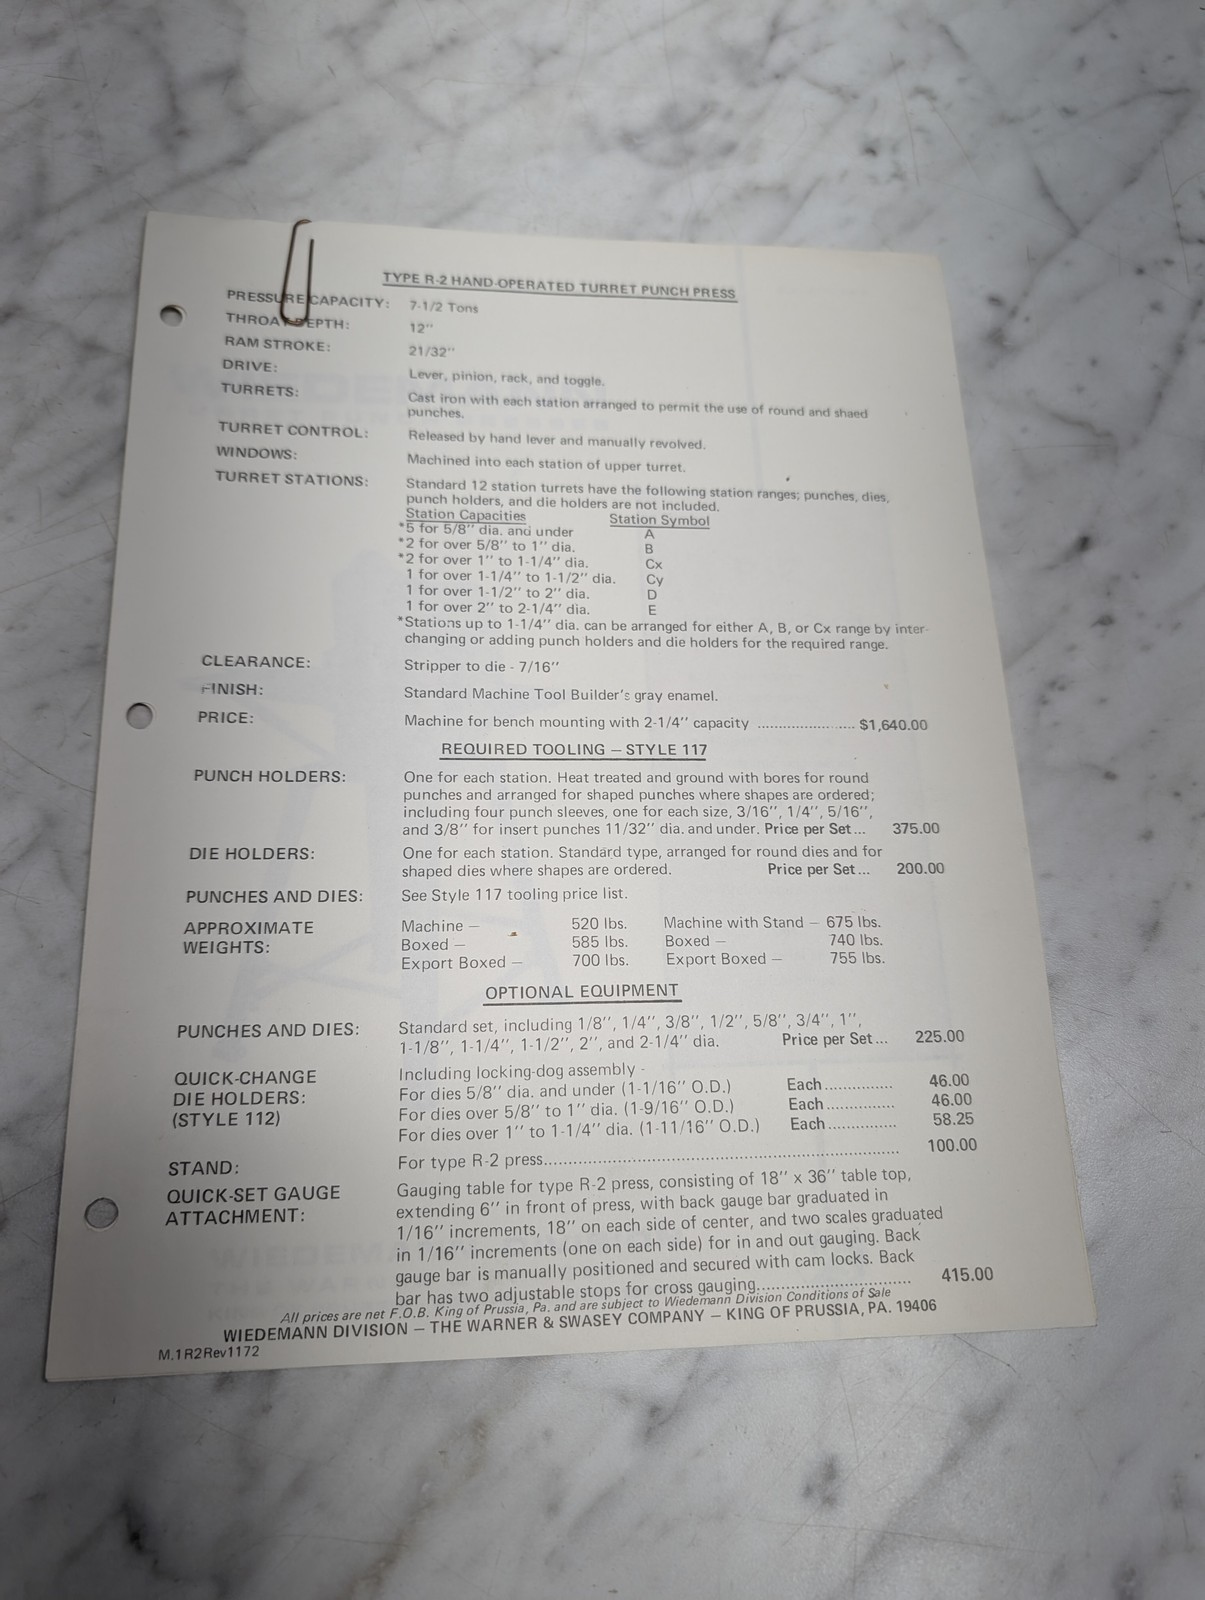 TYPE R-2 HAND-OPERATED TURRET PUNCH PRESS
PRESSURE CAPACITY: 7-1/2 Tons
THROAT DEPTH: 12"
RAM STROKE: 21/32"
DRIVE: Lever, pinion, rack, and toggle.
TURRETS: Cast iron with each station arranged to permit the use of round and shaed
punches.
TURRET CONTROL: Released by hand lever and manually revolved.
WINDOWS: Machined into each station of upper turret.
TURRET STATIONS: Standard 12 station turrets have the following station ranges; punches, dies,
punch holders, and die holders are not included.
Station Capacities Station Symbol
*5 for 5/8" dia. and under A
*2 for over 5/8" to 1" dia. B
*2 for over 1" to 1-1/4" dia. Cx
1 for over 1-1/4" to 1-1/2" dia. Cy
1 for over 1-1/2" to 2" dia. D
1 for over 2" to 2-1/4" dia. E
*Stations up to 1-1/4" dia. can be arranged for either A, B, or Cx range by inter-
changing or adding punch holders and die holders for the required range.
CLEARANCE: Stripper to die - 7/16"
FINISH: Standard Machine Tool Builder's gray enamel.
PRICE: Machine for bench mounting with 2-1/4" capacity ....................... $1,640.00
REQUIRED TOOLING – STYLE 117
PUNCH HOLDERS: One for each station. Heat treated and ground with bores for round
punches and arranged for shaped punches where shapes are ordered;
including four punch sleeves, one for each size, 3/16", 1/4", 5/16",
and 3/8" for insert punches 11/32" dia. and under. Price per Set... 375.00
DIE HOLDERS: One for each station. Standard type, arranged for round dies and for
shaped dies where shapes are ordered. Price per Set... 200.00
PUNCHES AND DIES: See Style 117 tooling price list.
APPROXIMATE Machine – 520 lbs. Machine with Stand – 675 lbs.
WEIGHTS: Boxed – 585 lbs. Boxed – 740 lbs.
Export Boxed – 700 lbs. Export Boxed – 755 lbs.
OPTIONAL EQUIPMENT
PUNCHES AND DIES: Standard set, including 1/8", 1/4", 3/8", 1/2", 5/8", 3/4", 1",
1-1/8", 1-1/4", 1-1/2", 2", and 2-1/4" dia. Price per Set... 225.00
QUICK-CHANGE Including locking-dog assembly -
DIE HOLDERS: For dies 5/8" dia. and under (1-1/16" O.D.) Each .............. 46.00
(STYLE 112) For dies over 5/8" to 1" dia. (1-9/16" O.D.) Each .............. 46.00
For dies over 1" to 1-1/4" dia. (1-11/16" O.D.) Each .............. 58.25
STAND: For type R-2 press.................................................................... 100.00
QUICK-SET GAUGE Gauging table for type R-2 press, consisting of 18" x 36" table top,
ATTACHMENT: extending 6" in front of press, with back gauge bar graduated in
1/16" increments, 18" on each side of center, and two scales graduated
in 1/16" increments (one on each side) for in and out gauging. Back
gauge bar is manually positioned and secured with cam locks. Back
bar has two adjustable stops for cross gauging.............................. 415.00
All prices are net F.O.B. King of Prussia, Pa. and are subject to Wiedemann Division Conditions of Sale
WIEDEMANN DIVISION – THE WARNER & SWASEY COMPANY – KING OF PRUSSIA, PA. 19406
M.1R2Rev1172